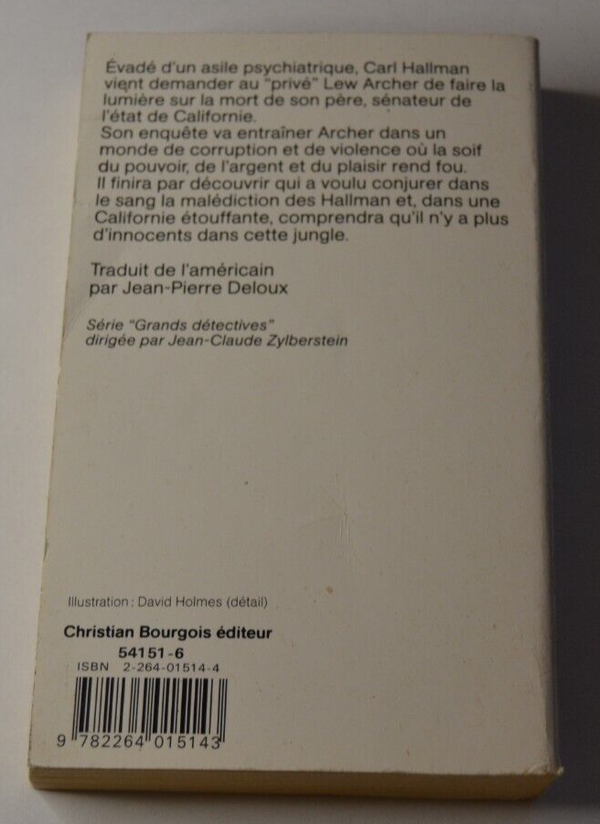 Évadé d'un asile psychiatrique, Carl Hallman
vient demander au "privé" Lew Archer de faire la
lumière sur la mort de son père, sénateur de
l'état de Californie.
Son enquête va entraîner Archer dans un
monde de corruption et de violence où la soif
du pouvoir, de l'argent et du plaisir rend fou.
Il finira par découvrir qui a voulu conjurer dans
le sang la malédiction des Hallman et, dans une
Californie étouffante, comprendra qu'il n'y a plus
d'innocents dans cette jungle.
Traduit de l'américain
par Jean-Pierre Deloux
Série "Grands détectives"
dirigée par Jean-Claude Zylberstein
Illustration : David Holmes (détail)
Christian Bourgois éditeur
54151-6
ISBN 2-264-01514-4
9 782264 015143